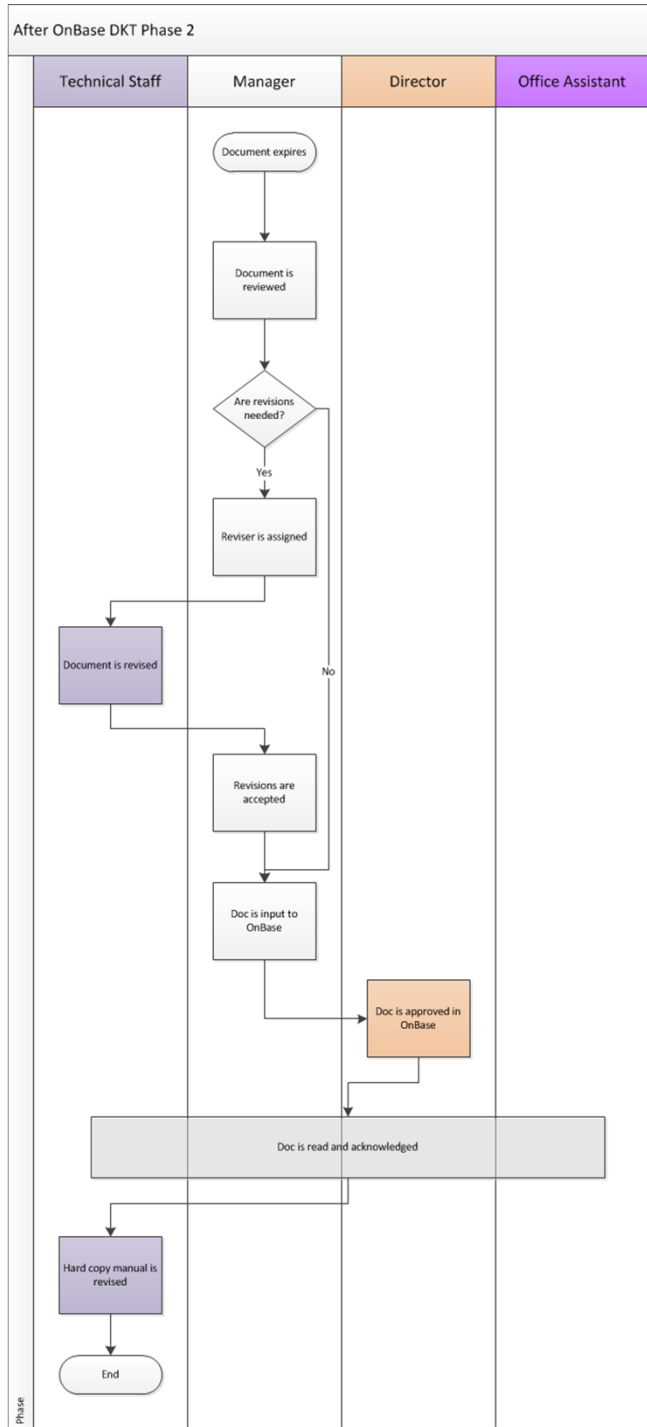 After OnBase DKT Phase 2
Technical Staff
Manager
Director
Office Assistant
Document expires
Document is
reviewed
Are revisions
needed?
Yes
Reviser is assigned
Document is revised
No
Revisions are
accepted
Doc is input to
OnBase
Doc is approved in
OnBase
Doc is read and acknowledged
Hard copy manual is
revised
End
Phase